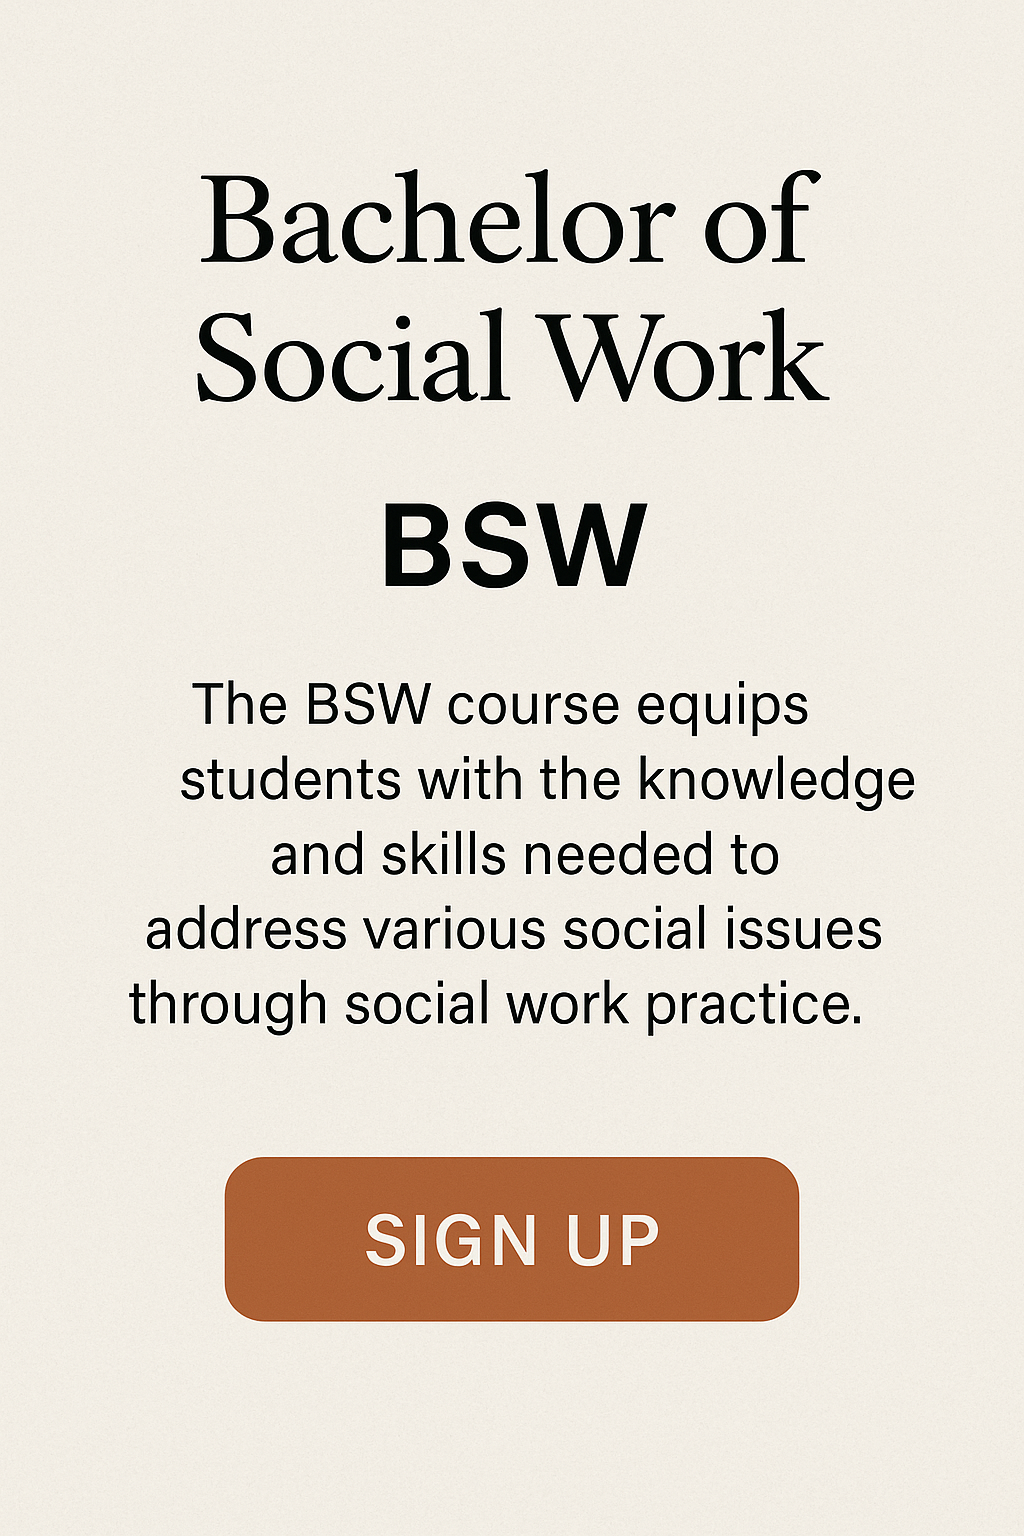 Bachelor of
Social Work
BSW
The BSW course equips
students with the knowledge
and skills needed to
address various social issues
through social work practice.
SIGN UP